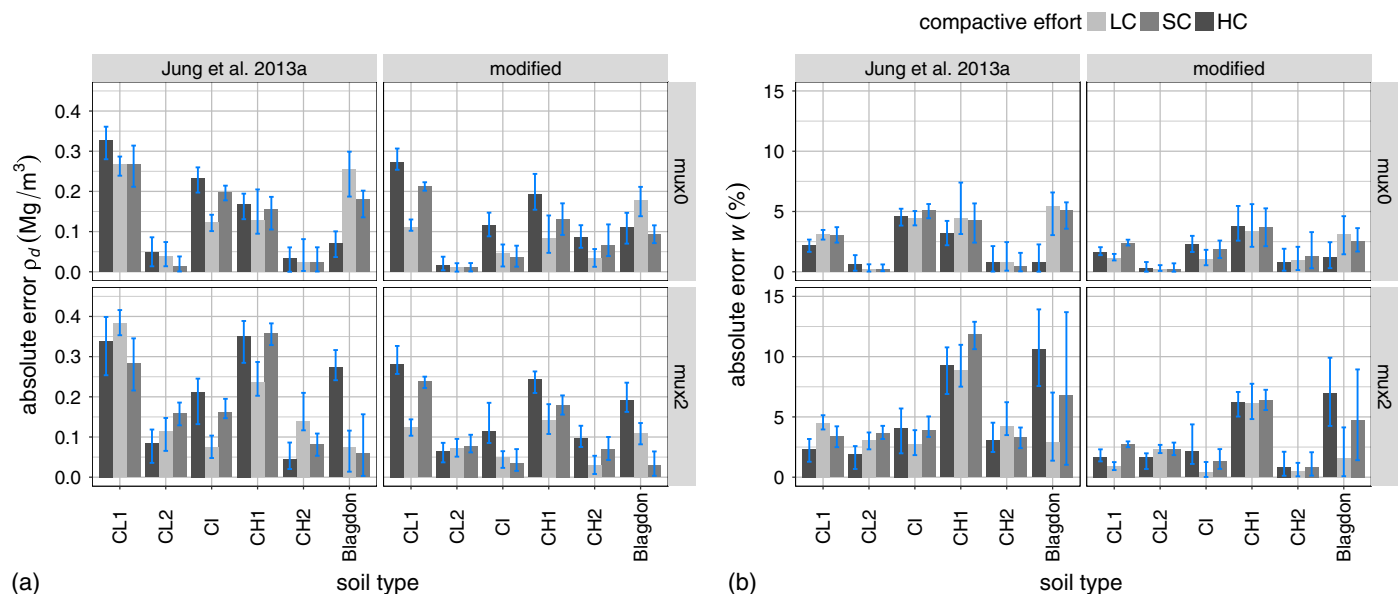 compactive effort LC SC HC
Jung et al. 2013a modified
mux0
mux2
0.4
0.3
0.2
0.1
0.0
0.4
0.3
0.2
0.1
0.0
absolute error ρd (Mg/m³)
CL1 CL2 CI CH1 CH2 Blagdon CL1 CL2 CI CH1 CH2 Blagdon
(a) soil type
Jung et al. 2013a modified
mux0
mux2
15
10
5
0
15
10
5
0
absolute erorr w (%)
CL1 CL2 CI CH1 CH2 Blagdon CL1 CL2 CI CH1 CH2 Blagdon
(b) soil type